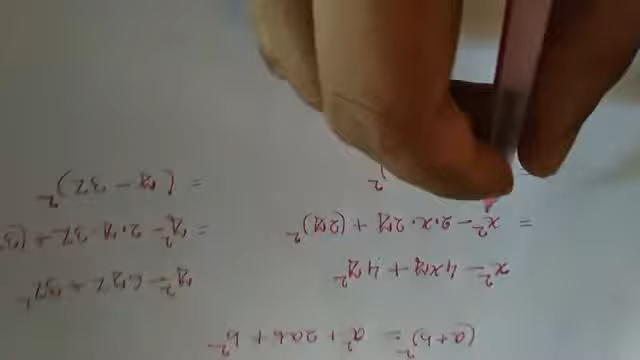 (a+b)² = a² + 2ab + b²
x² - 4xy + 4y²
= x² - 2.x.2y + (2y)²
y² - 6yz + 9z²
= y² - 2.y.3z + (3
= (y - 3z)²